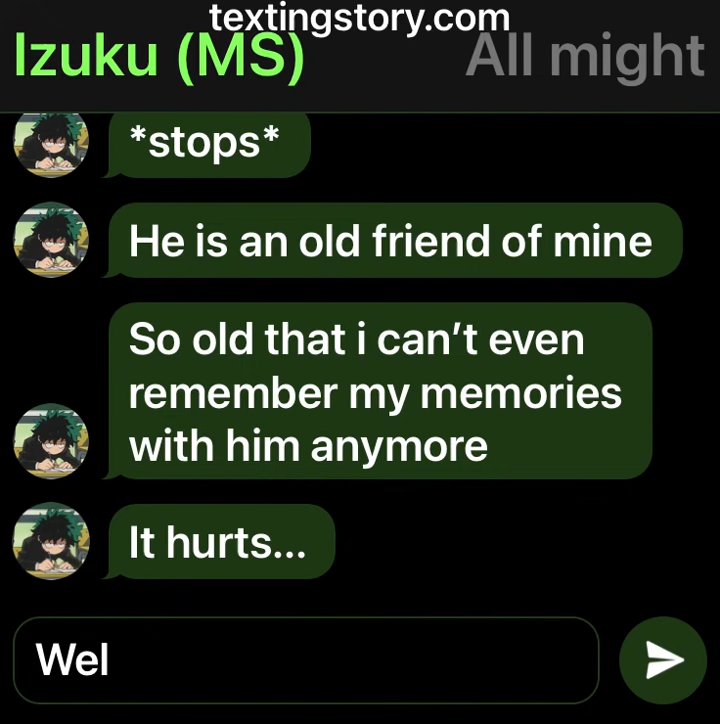 textingstory.com
Izuku (MS)
All might
*stops*
He is an old friend of mine
So old that i can’t even
remember my memories
with him anymore
It hurts...
Wel